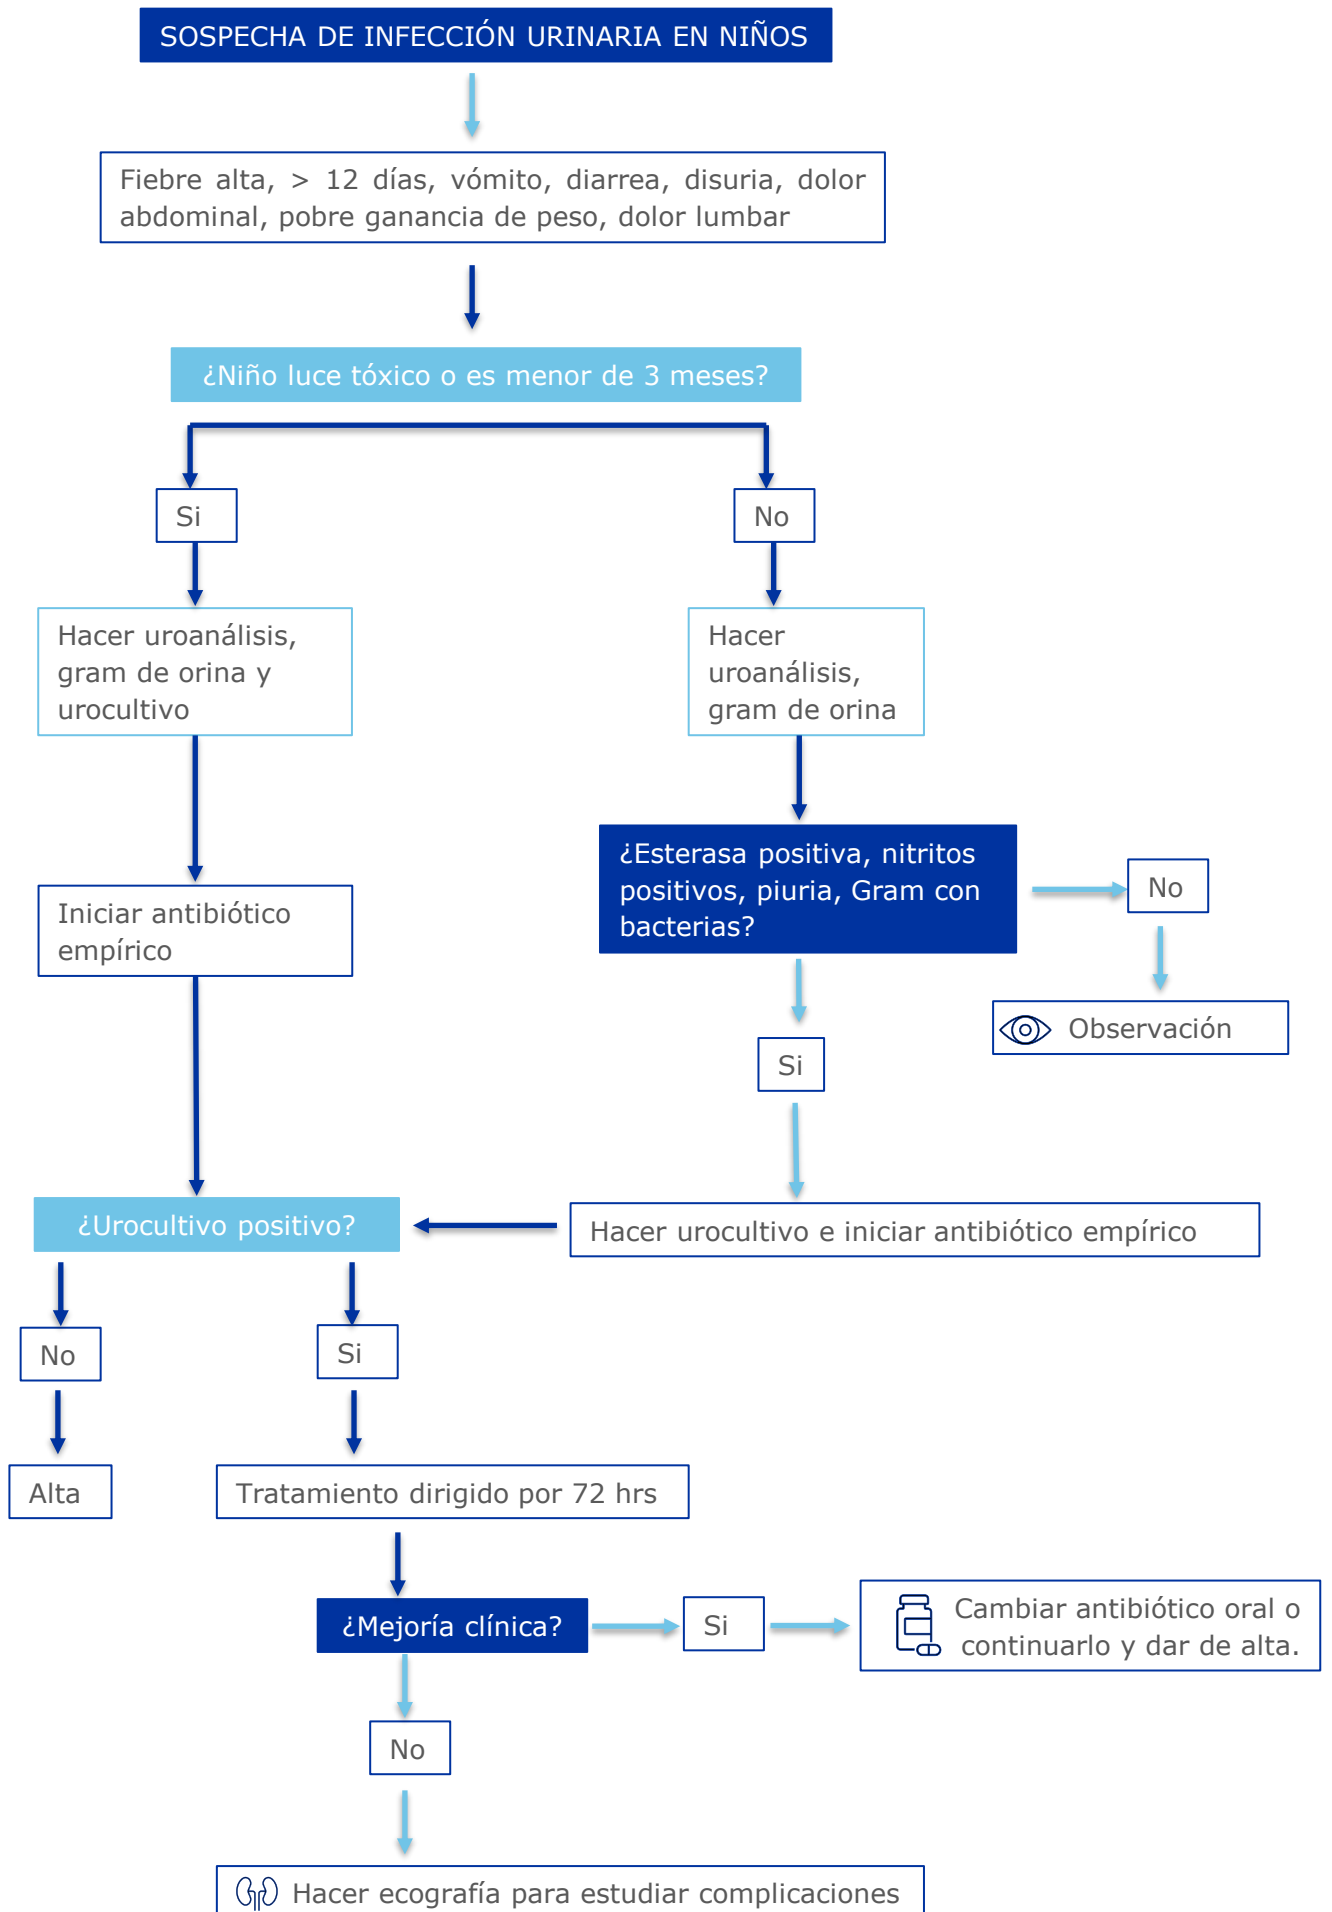 SOSPECHA DE INFECCIÓN URINARIA EN NIÑOS
Fiebre alta, > 12 días, vómito, diarrea, disuria, dolor
abdominal, pobre ganancia de peso, dolor lumbar
¿Niño luce tóxico o es menor de 3 meses?
Si
No
Hacer uroanálisis,
gram de orina y
urocultivo
Hacer
uroanálisis,
gram de orina
Iniciar antibiótico
empírico
¿Esterasa positiva, nitritos
positivos, piuria, Gram con
bacterias?
No
Observación
Si
¿Urocultivo positivo?
Hacer urocultivo e iniciar antibiótico empírico
No
Si
Alta
Tratamiento dirigido por 72 hrs
¿Mejoría clínica?
Si
Cambiar antibiótico oral o
continuarlo y dar de alta.
No
Hacer ecografía para estudiar complicaciones